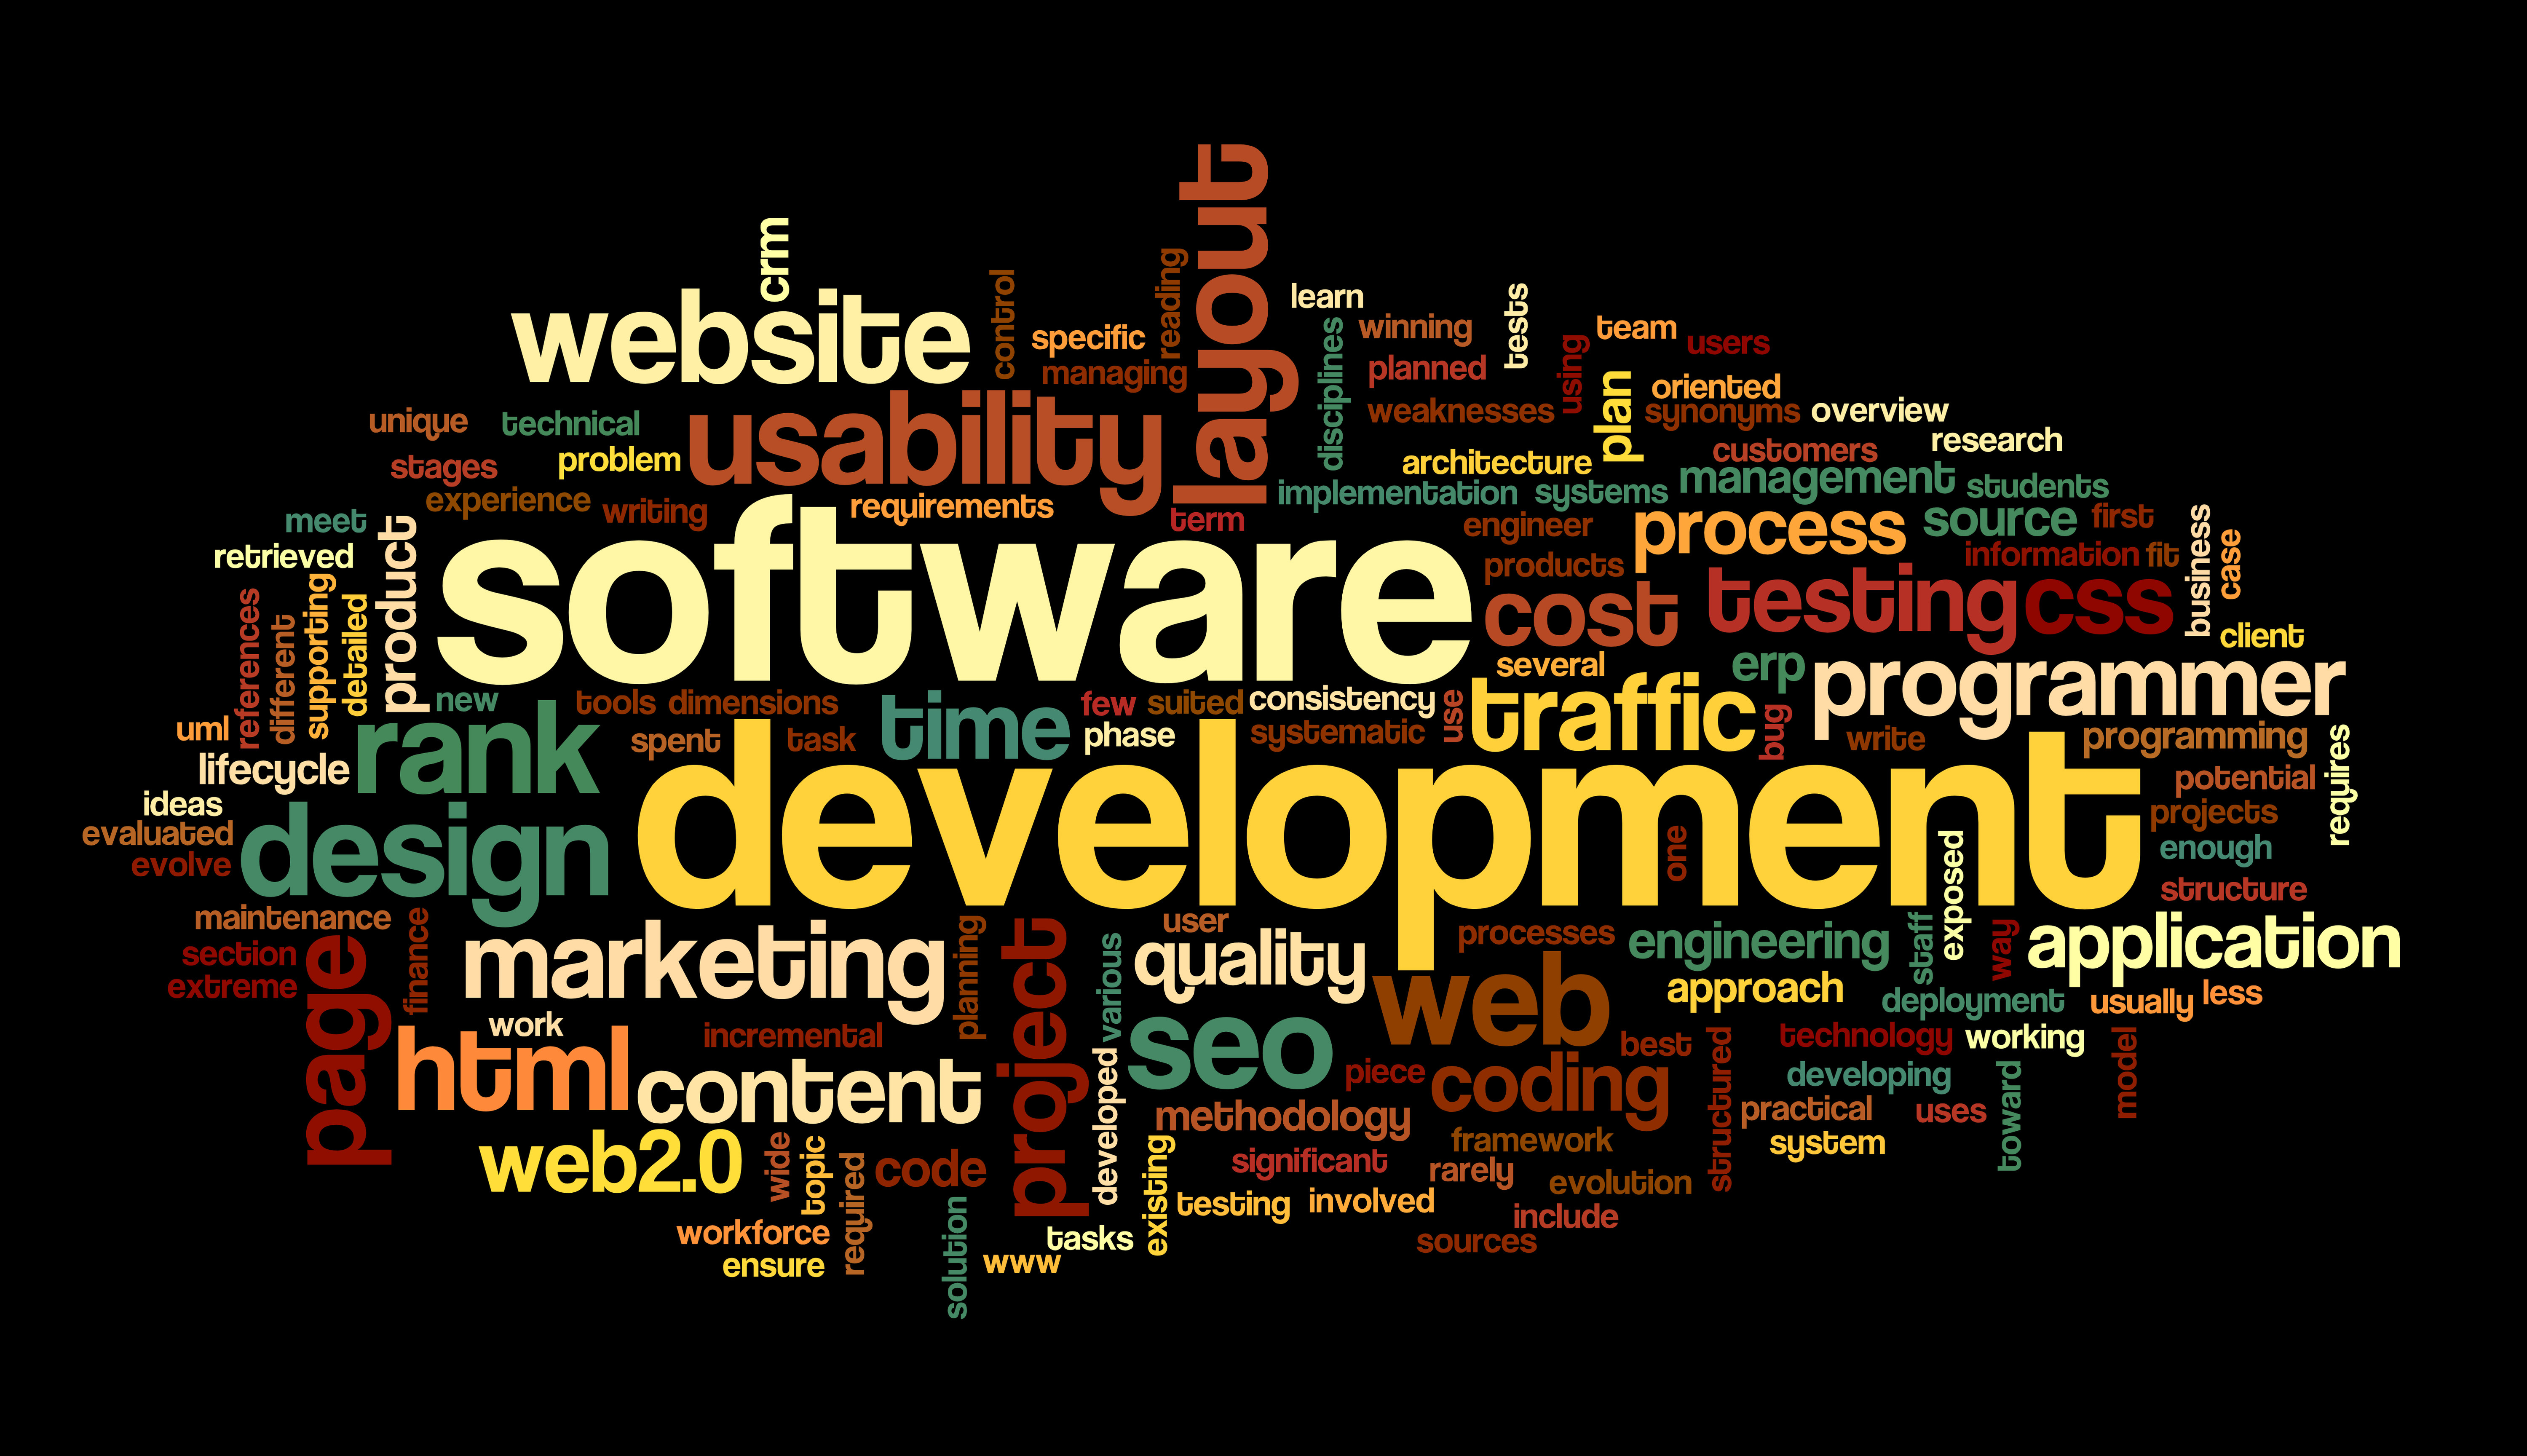 crm
layout
website
control
reading
learn
tests
specific
disciplines
winning
team
users
managing
planned
using
plan
oriented
unique
technical
usability
weaknesses
synonyms
overview
stages
problem
architecture
customers
research
experience
writing
requirements
implementation
systems
management
students
meet
product
software
term
engineer
process
source
first
business
case
retrieved
products
information
fit
references
different
supporting
detailed
cost
testing
css
client
several
erp
programmer
new
tools
dimensions
time
few
suited
consistency
use
traffic
bug
uml
rank
spent
task
phase
systematic
write
programming
requires
lifecycle
development
potential
ideas
projects
evaluated
design
one
exposed
enough
evolve
structure
maintenance
finance
marketing
planning
project
user
processes
engineering
staff
way
application
section
page
various
quality
web
approach
extreme
deployment
usually
less
work
html
incremental
seo
best
structured
technology
working
model
content
developed
piece
coding
developing
toward
methodology
practical
uses
web2.0
wide
topic
required
code
existing
framework
system
significant
rarely
evolution
solution
testing
involved
workforce
tasks
include
ensure
www
sources